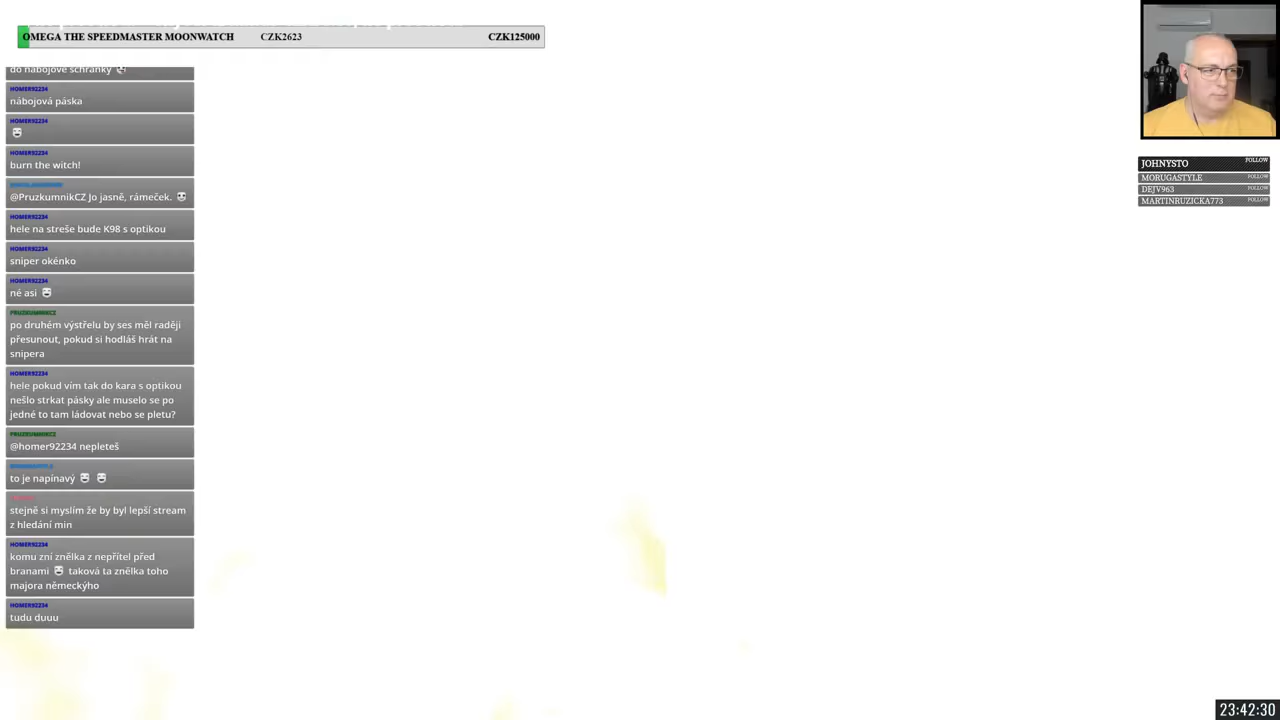 OMEGA THE SPEEDMASTER MOONWATCH CZK2623 CZK125000
do nábojové schránky
HOMER92234
nábojová páska
HOMER92234
HOMER92234
burn the witch!
@PruzkumnikCZ Jo jasně, rámeček.
HOMER92234
hele na streše bude K98 s optikou
HOMER92234
sniper okénko
HOMER92234
né asi
PRUZKUMNIKCZ
po druhém výstřelu by ses měl raději
přesunout, pokud si hodláš hrát na
snipera
HOMER92234
hele pokud vím tak do kara s optikou
nešlo strkat pásky ale muselo se po
jedné to tam ládovat nebo se pletu?
PRUZKUMNIKCZ
@homer92234 nepleteš
to je napínavý
stejně si myslím že by byl lepší stream
z hledání min
HOMER92234
komu zní znělka z nepřítel před
branami taková ta znělka toho
majora německýho
HOMER92234
tudu duuu
JOHNYSTO FOLLOW
MORUGASTYLE FOLLOW
DEJV963 FOLLOW
MARTINRUZICKA773 FOLLOW
23:42:30